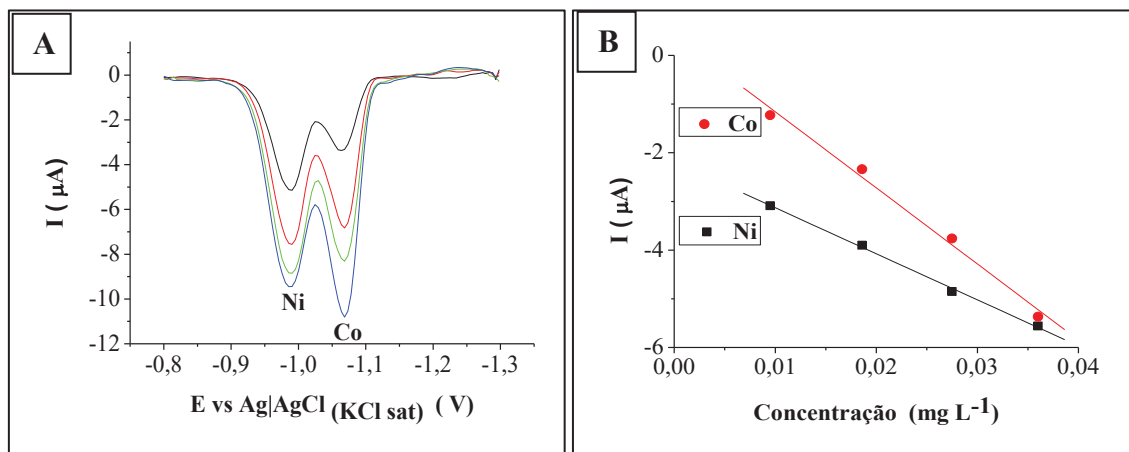 A
0
-2
-4
-6
-8
-10
-12
I ( µA)
Ni
Co
-0,8 -0,9 -1,0 -1,1 -1,2 -1,3
E vs Ag|AgCl (KCl sat) ( V)
B
0
-2
-4
-6
I ( µA)
Co
Ni
0,00 0,01 0,02 0,03 0,04
Concentração (mg L-1)